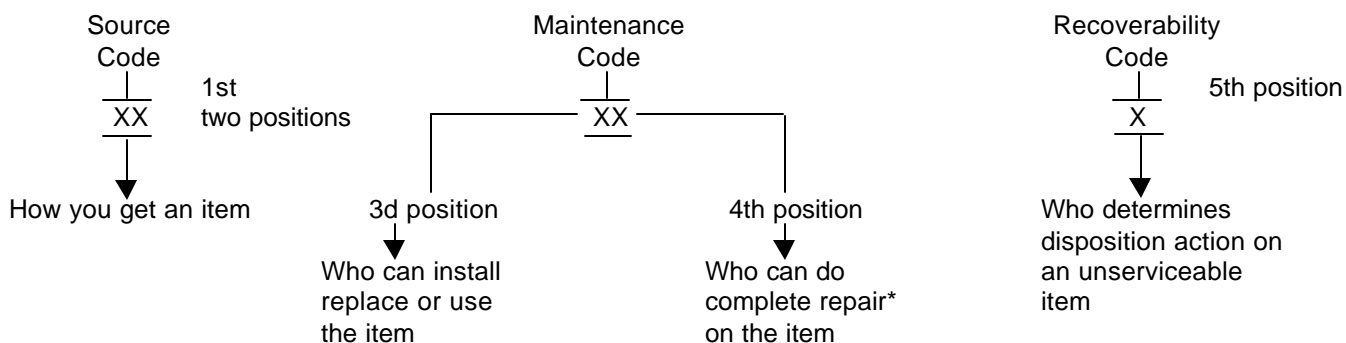 Source
Code
XX
1st
two positions
How you get an item
Maintenance
Code
XX
3d position
Who can install
replace or use
the item
4th position
Who can do
complete repair*
on the item
Recoverability
Code
X
5th position
Who determines
disposition action on
an unserviceable
item